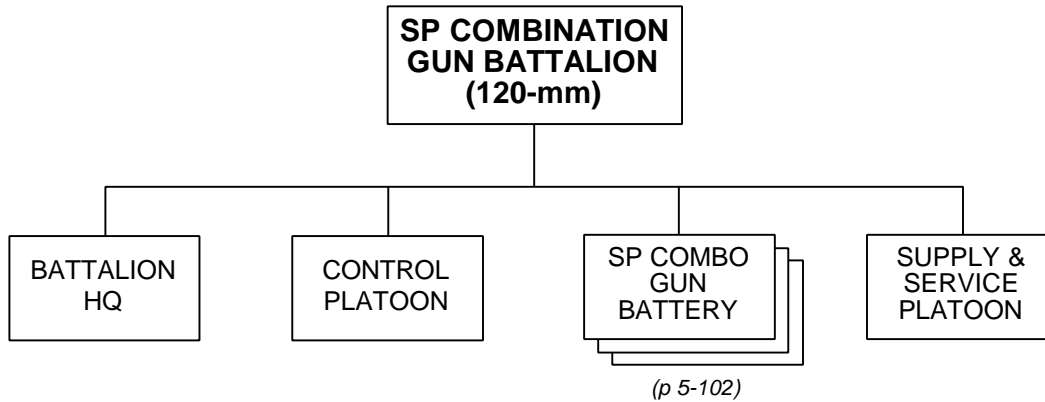 SP COMBINATION
GUN BATTALION
(120-mm)
BATTALION
HQ
CONTROL
PLATOON
SP COMBO
GUN
BATTERY
SUPPLY &
SERVICE
PLATOON
(p 5-102)